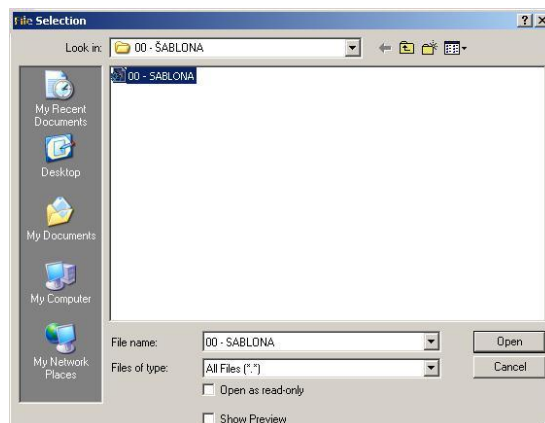 File Selection
Look in: 00 - ŠABLONA
00 - SABLONA
My Recent
Documents
Desktop
My Documents
My Computer
My Network
Places
File name: 00 - SABLONA Open
Files of type: All Files (*.*) Cancel
Open as read-only
Show Preview